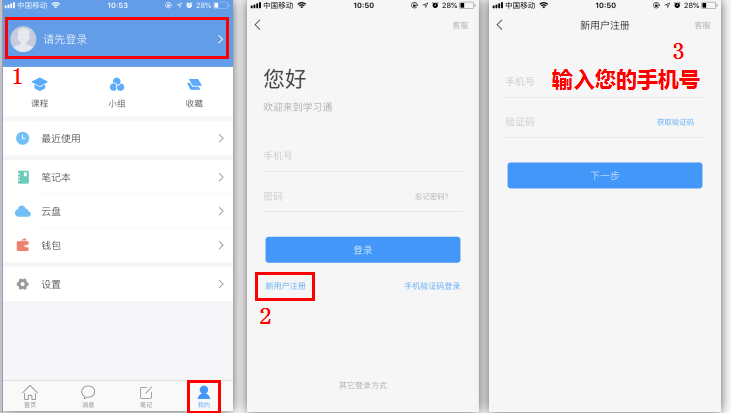 中国移动 10:53 28%
请先登录
1
课程 小组 收藏
最近使用
笔记本
云盘
钱包
设置
首页 消息 笔记 我的
中国移动 10:50 28%
客服
您好
欢迎来到学习通
手机号
密码 忘记密码?
登录
新用户注册 手机验证码登录
2
其它登录方式
中国移动 10:50 28%
新用户注册 客服
3
手机号 输入您的手机号
验证码 获取验证码
下一步